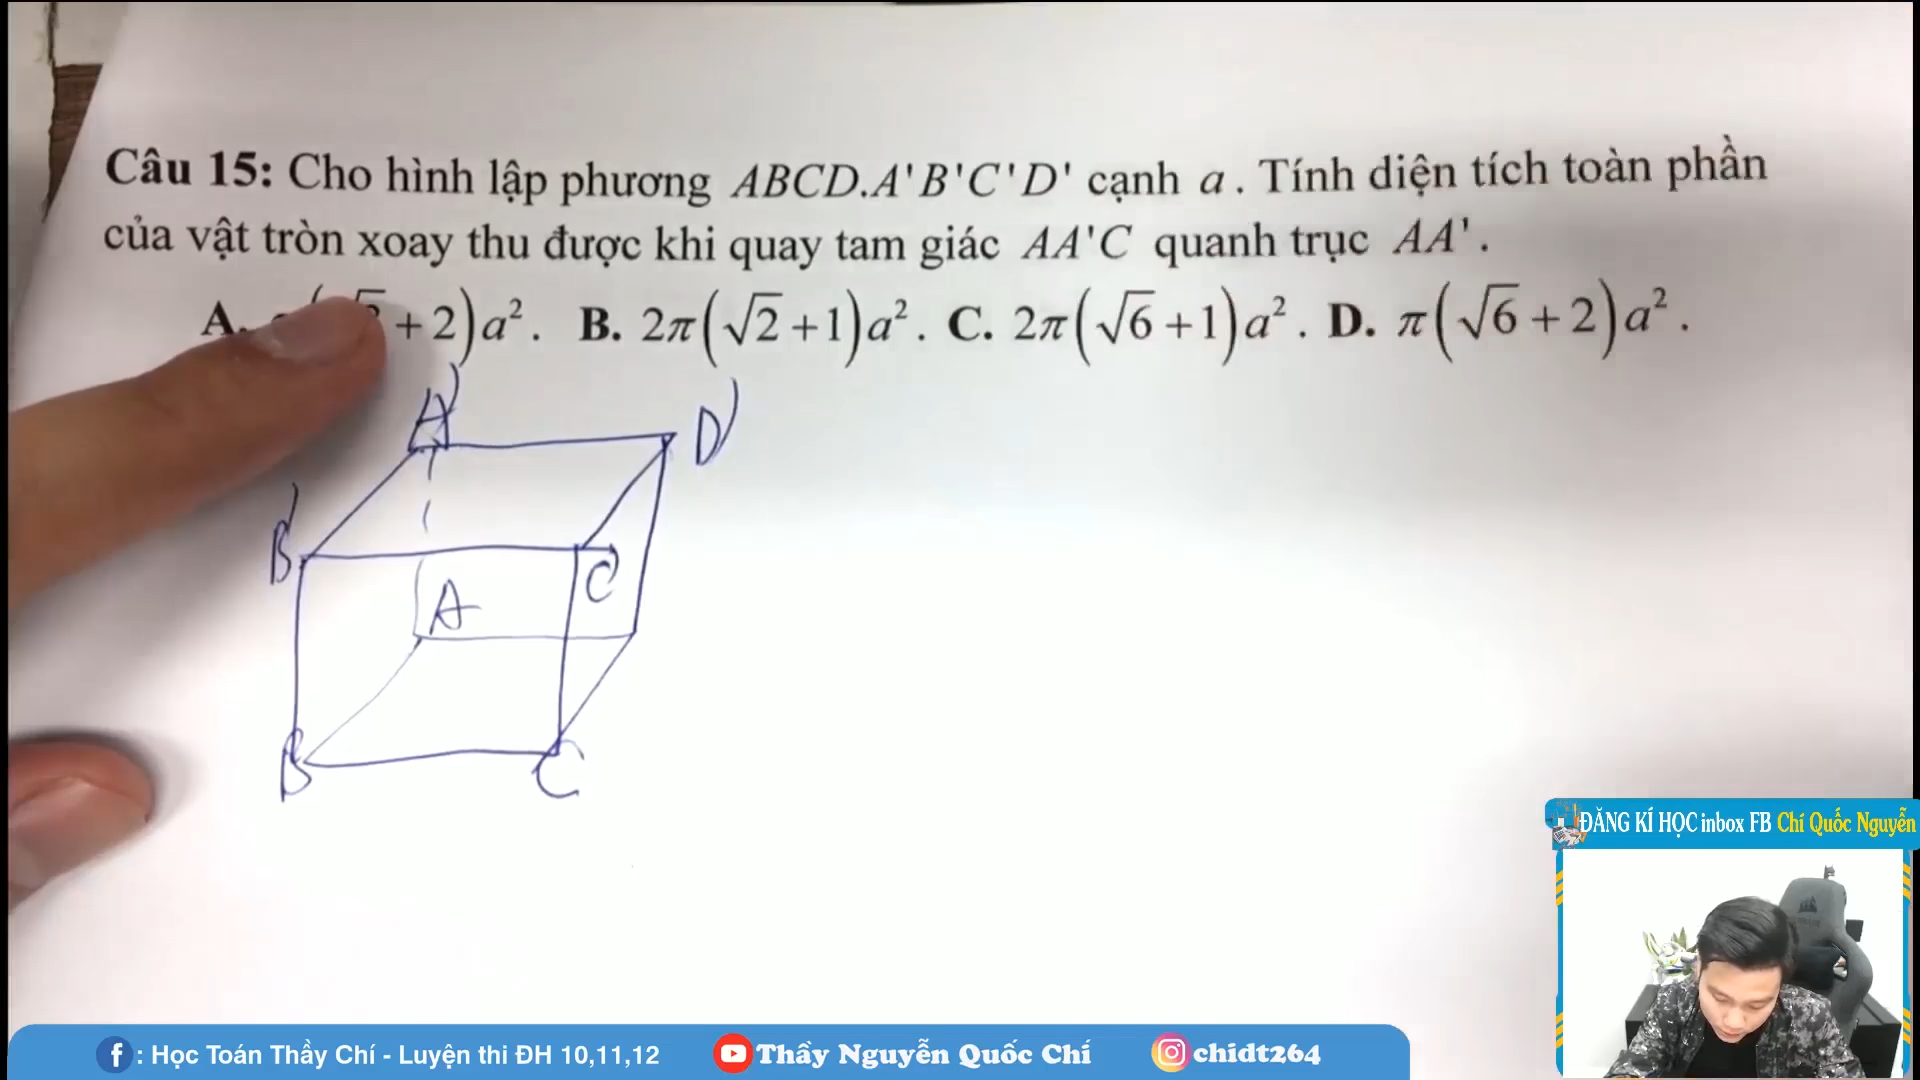 Câu 15: Cho hình lập phương ABCD.A'B'C'D' cạnh a. Tính diện tích toàn phần
của vật tròn xoay thu được khi quay tam giác AA'C quanh trục AA'.
A. +2)a². B. 2π(√2+1)a². C. 2π(√6+1)a². D. π(√6+2)a².
A'
D'
B'
C'
A
B
C
ĐĂNG KÍ HỌC inbox FB Chí Quốc Nguyễn
f : Học Toán Thầy Chí - Luyện thi ĐH 10,11,12
Thầy Nguyễn Quốc Chí
chidt264